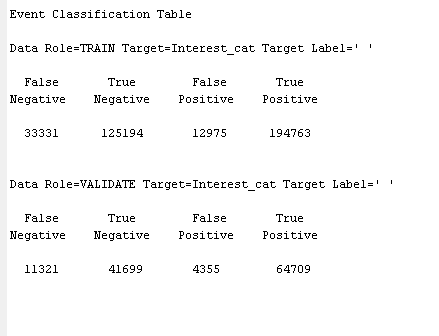 Event Classification Table
Data Role=TRAIN Target=Interest_cat Target Label=' '
False True False True
Negative Negative Positive Positive
33331 125194 12975 194763
Data Role=VALIDATE Target=Interest_cat Target Label=' '
False True False True
Negative Negative Positive Positive
11321 41699 4355 64709